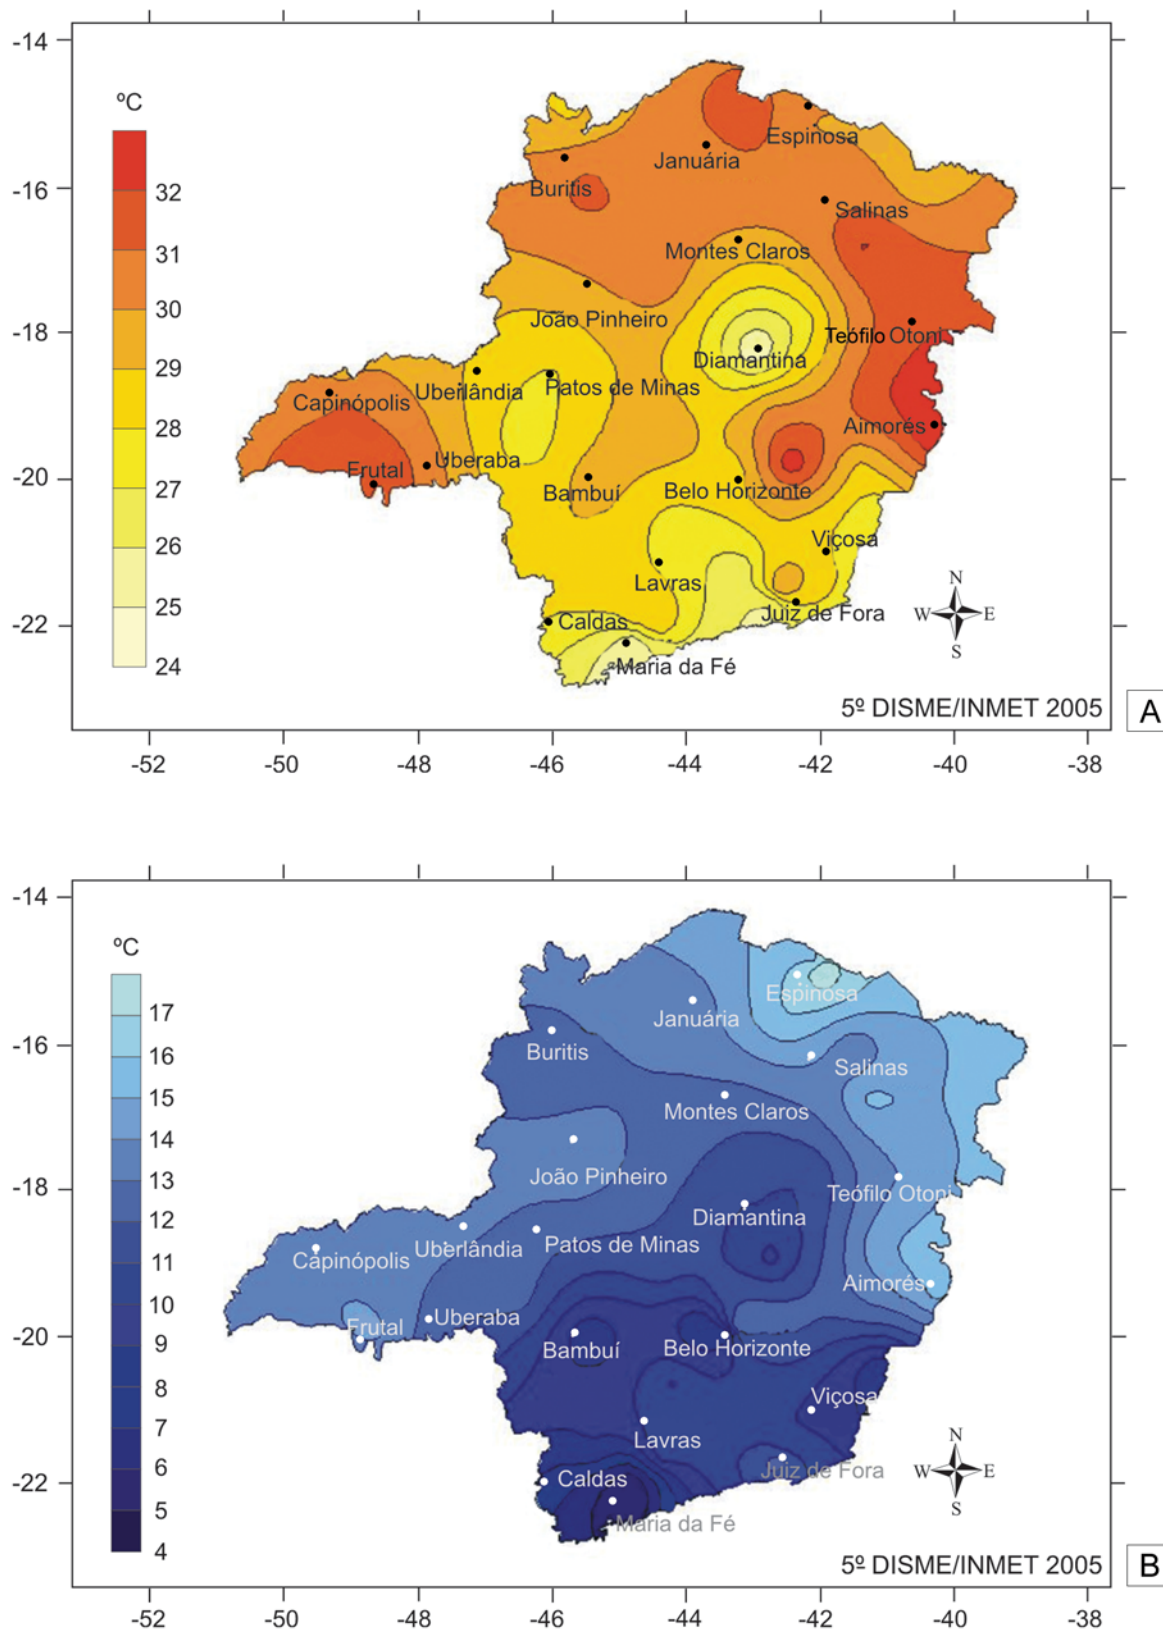 -14
ºC
32
31
30
29
28
27
26
25
24
-16
-18
-20
-22
Espinosa
Januária
Buritis
Salinas
Montes Claros
João Pinheiro
Teófilo Otoni
Diamantina
Uberlândia
Patos de Minas
Capinópolis
Aimorés
Uberaba
Frutal
Bambuí
Belo Horizonte
Viçosa
Lavras
Caldas
Juiz de Fora
Maria da Fé
N
W E
S
5º DISME/INMET 2005
A
-52 -50 -48 -46 -44 -42 -40 -38
-14
ºC
17
16
15
14
13
12
11
10
9
8
7
6
5
4
-16
-18
-20
-22
Espinosa
Januária
Buritis
Salinas
Montes Claros
João Pinheiro
Teófilo Otoni
Diamantina
Uberlândia
Patos de Minas
Capinópolis
Aimorés
Uberaba
Frutal
Bambuí
Belo Horizonte
Viçosa
Lavras
Caldas
Juiz de Fora
Maria da Fé
N
W E
S
5º DISME/INMET 2005
B
-52 -50 -48 -46 -44 -42 -40 -38